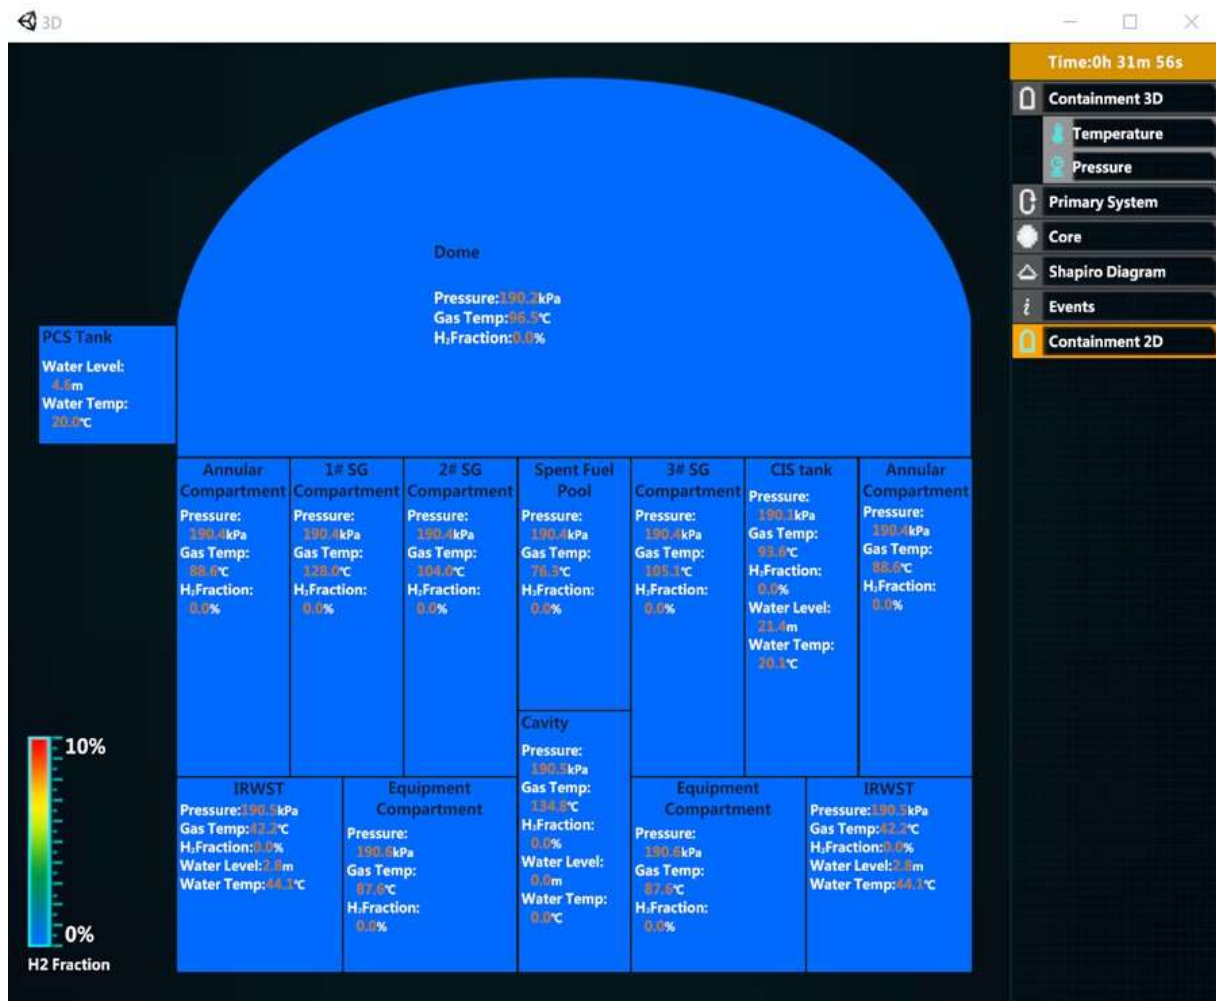 3D
Time:0h 31m 56s
Containment 3D
Temperature
Pressure
Primary System
Core
Shapiro Diagram
Events
Containment 2D
Dome
Pressure:190.2kPa
Gas Temp:96.5℃
H₂Fraction:0.0%
PCS Tank
Water Level:
4.6m
Water Temp:
20.0℃
Annular
Compartment
Pressure:
190.4kPa
Gas Temp:
88.6℃
H₂Fraction:
0.0%
1# SG
Compartment
Pressure:
190.4kPa
Gas Temp:
128.0℃
H₂Fraction:
0.0%
2# SG
Compartment
Pressure:
190.4kPa
Gas Temp:
104.0℃
H₂Fraction:
0.0%
Spent Fuel
Pool
Pressure:
190.4kPa
Gas Temp:
76.3℃
H₂Fraction:
0.0%
3# SG
Compartment
Pressure:
190.4kPa
Gas Temp:
105.1℃
H₂Fraction:
0.0%
CIS tank
Pressure:
190.1kPa
Gas Temp:
93.6℃
H₂Fraction:
0.0%
Water Level:
21.4m
Water Temp:
20.1℃
Annular
Compartment
Pressure:
190.4kPa
Gas Temp:
88.6℃
H₂Fraction:
0.0%
Cavity
Pressure:
190.5kPa
Gas Temp:
134.8℃
H₂Fraction:
0.0%
Water Level:
0.0m
Water Temp:
0.0℃
IRWST
Pressure:190.5kPa
Gas Temp:42.2℃
H₂Fraction:0.0%
Water Level:2.8m
Water Temp:44.1℃
Equipment
Compartment
Pressure:
190.6kPa
Gas Temp:
87.6℃
H₂Fraction:
0.0%
Equipment
Compartment
Pressure:
190.6kPa
Gas Temp:
87.6℃
H₂Fraction:
0.0%
IRWST
Pressure:190.5kPa
Gas Temp:42.2℃
H₂Fraction:0.0%
Water Level:2.8m
Water Temp:44.1℃
10%
0%
H2 Fraction